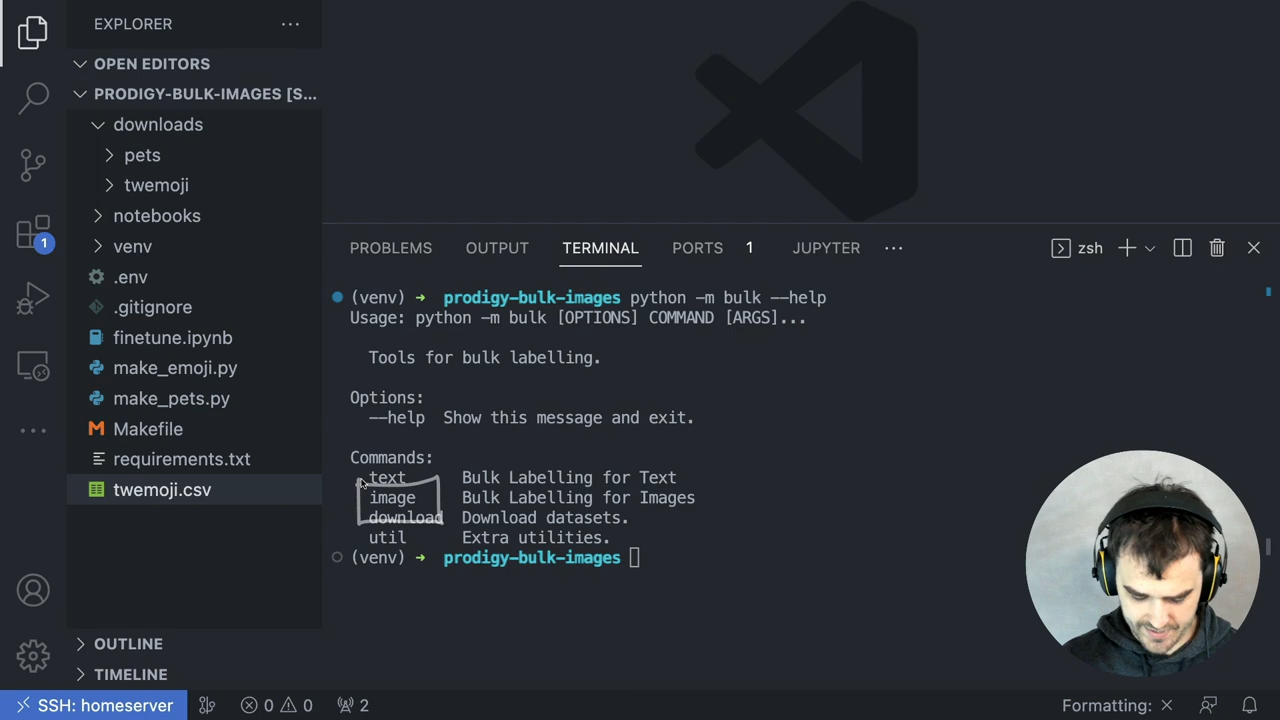 EXPLORER ···
OPEN EDITORS
PRODIGY-BULK-IMAGES [S...
downloads
pets
twemoji
notebooks
venv
.env
.gitignore
finetune.ipynb
make_emoji.py
make_pets.py
Makefile
requirements.txt
twemoji.csv
OUTLINE
TIMELINE
1
PROBLEMS OUTPUT TERMINAL PORTS 1 JUPYTER ··· zsh
(venv) → prodigy-bulk-images python -m bulk --help
Usage: python -m bulk [OPTIONS] COMMAND [ARGS]...
Tools for bulk labelling.
Options:
--help Show this message and exit.
Commands:
text Bulk Labelling for Text
image Bulk Labelling for Images
download Download datasets.
util Extra utilities.
(venv) → prodigy-bulk-images
SSH: homeserver 0 0 2 Formatting: ×